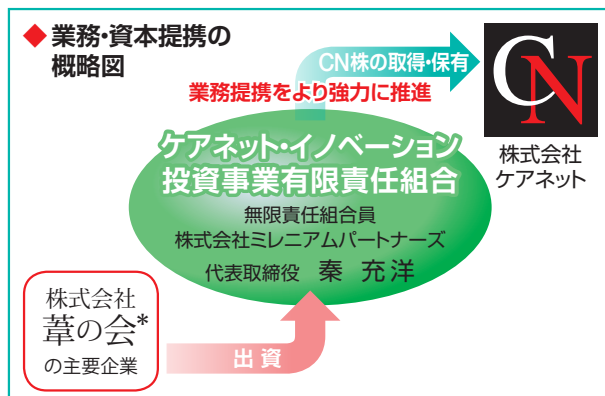 ◆ 業務・資本提携の
概略図
CN株の取得・保有
業務提携をより強力に推進
CN
株式会社
ケアネット
ケアネット・イノベーション
投資事業有限責任組合
無限責任組合員
株式会社ミレニアムパートナーズ
代表取締役 秦 充洋
株式会社
葦の会*
の主要企業
出 資